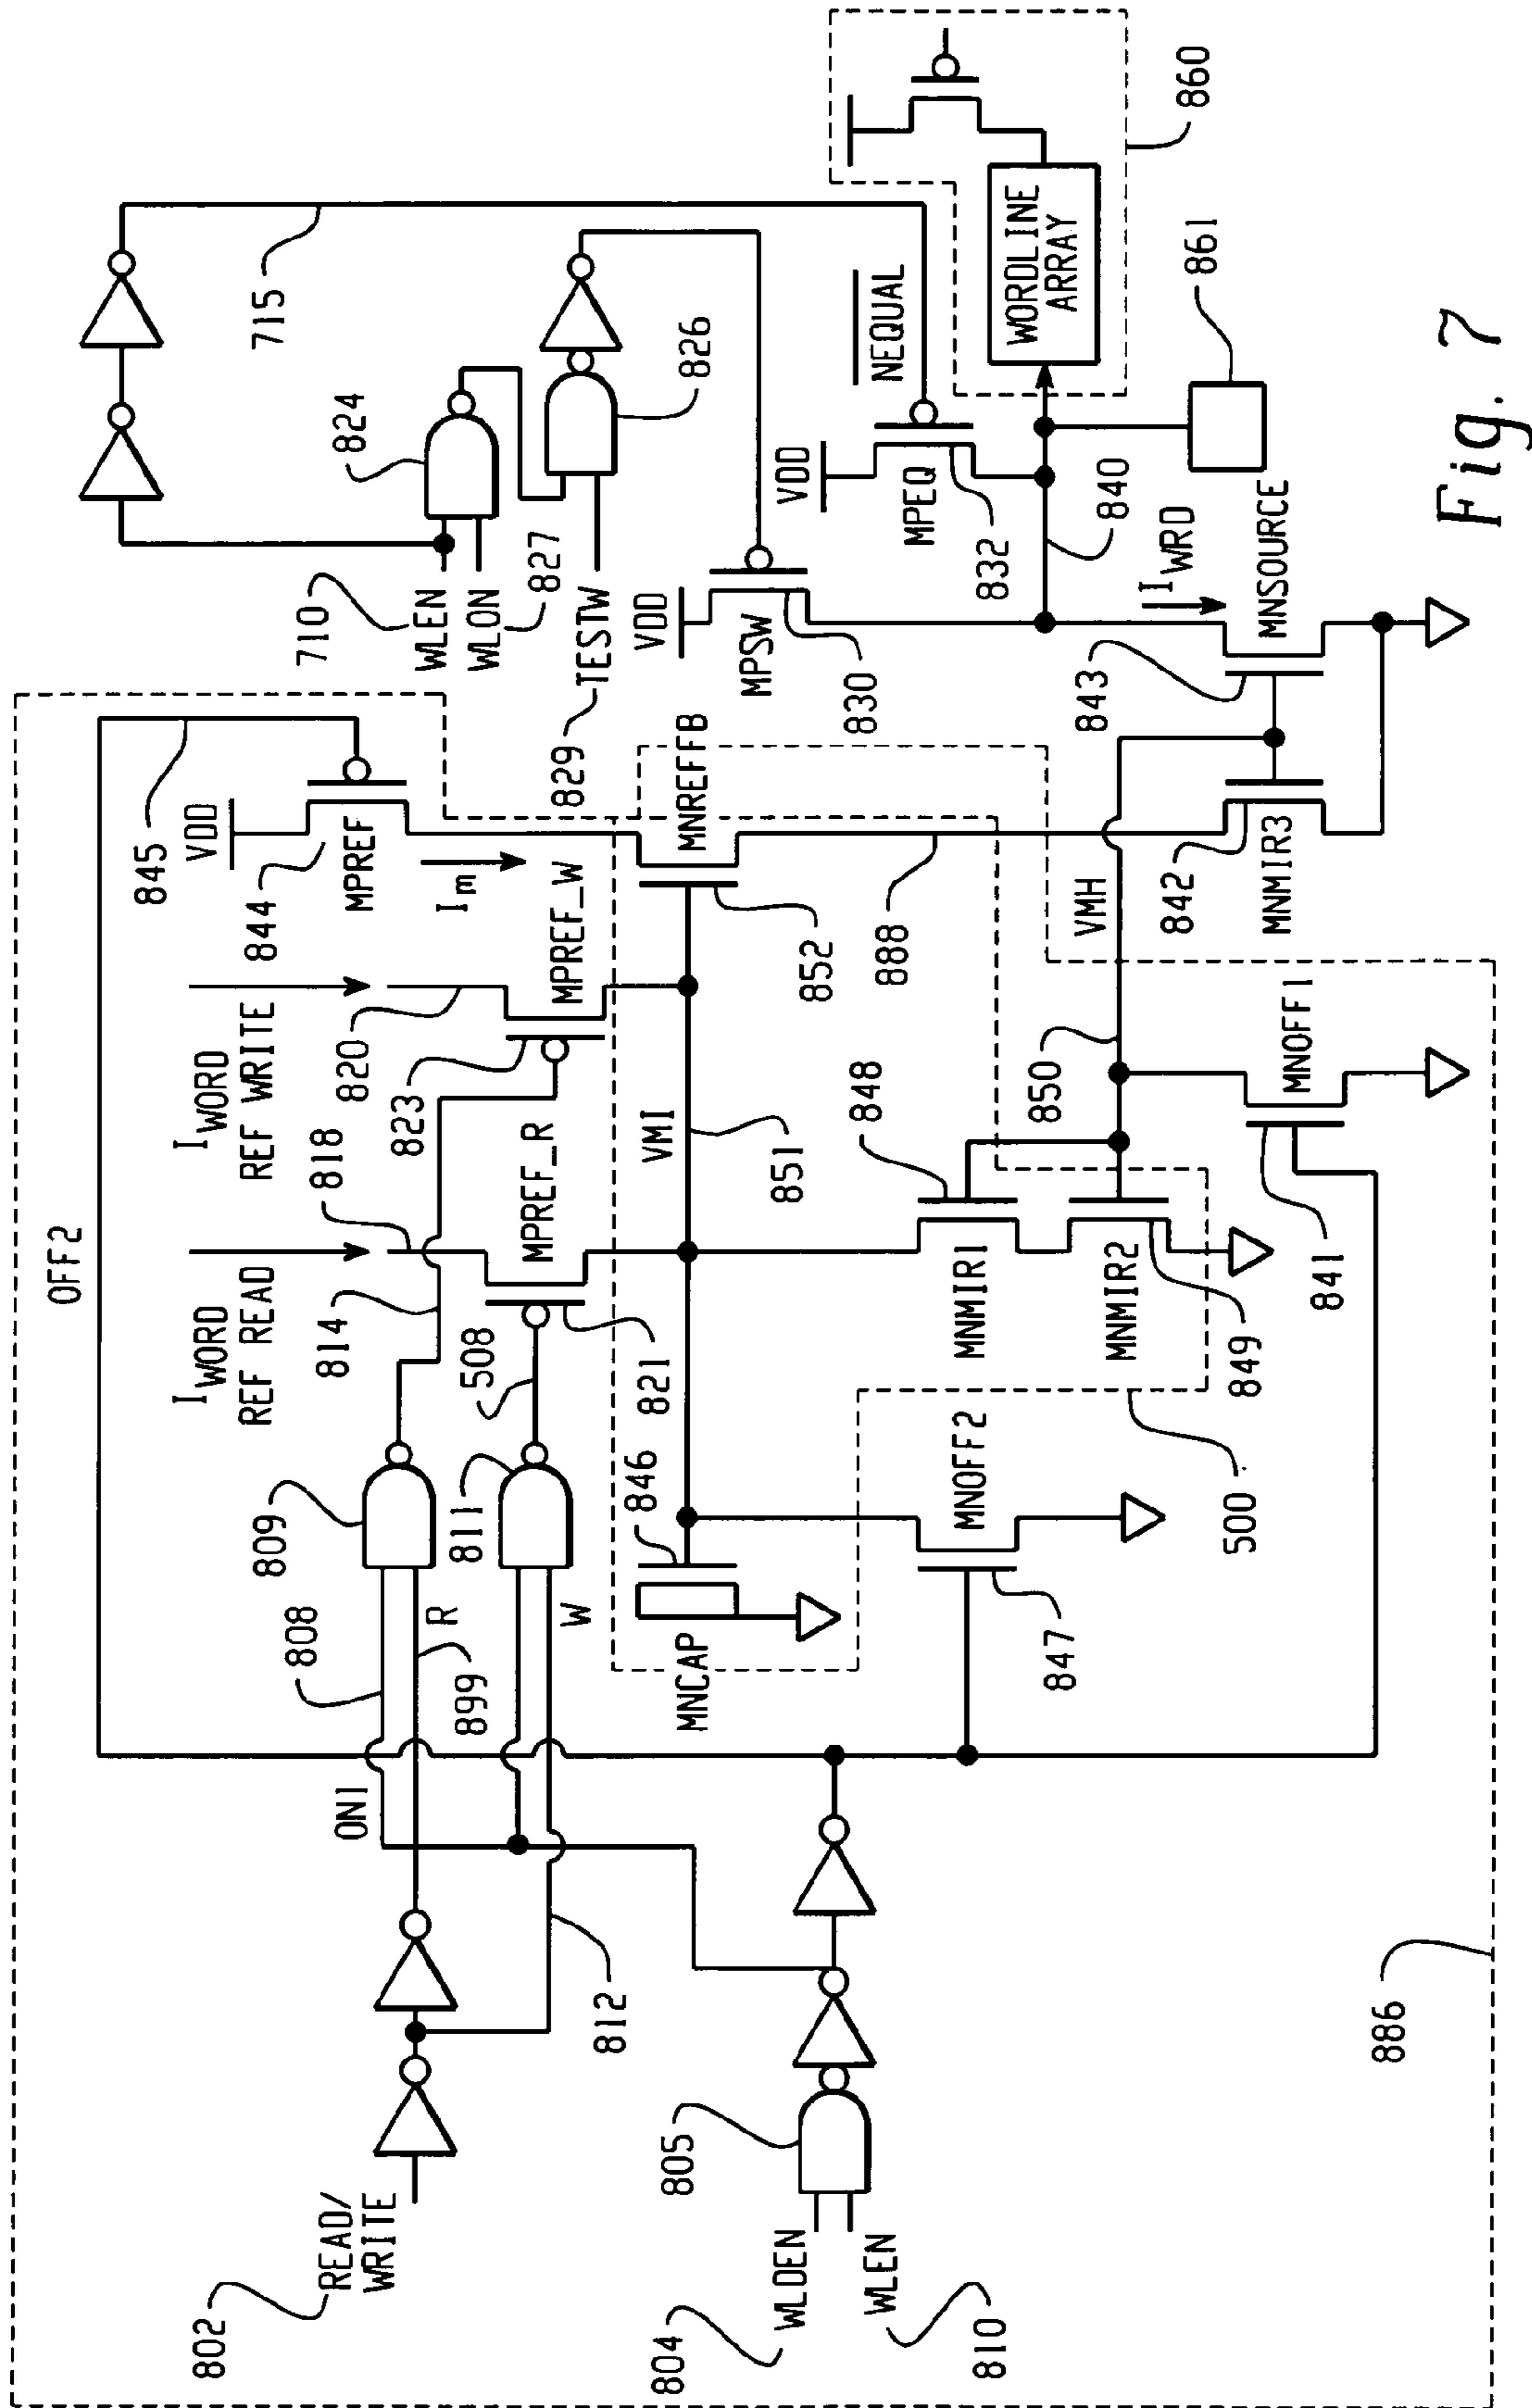 OFF2
845
VDD
844
MPREF
Im
IWORD
REF WRITE
820
823
MPREF_W
IWORD
REF READ
818
814
MPREF_R
508
821
809
811
808
R
899
W
ON1
812
802
READ/
WRITE
805
WLDEN
WLEN
804
810
846
MNCAP
VMI
851
MNREFFB
852
888
848
MNMIR1
MNMIR2
849
850
VMH
MNOFF2
847
500
MNOFF1
841
886
842
MNMIR3
843
MNSOURCE
IWRD
715
824
826
710
WLEN
WLON
827
TESTW
829
VDD
MPSW
830
VDD
MPEQ
832
NEQUAL
840
WORDLINE
ARRAY
860
861
Fig. 7